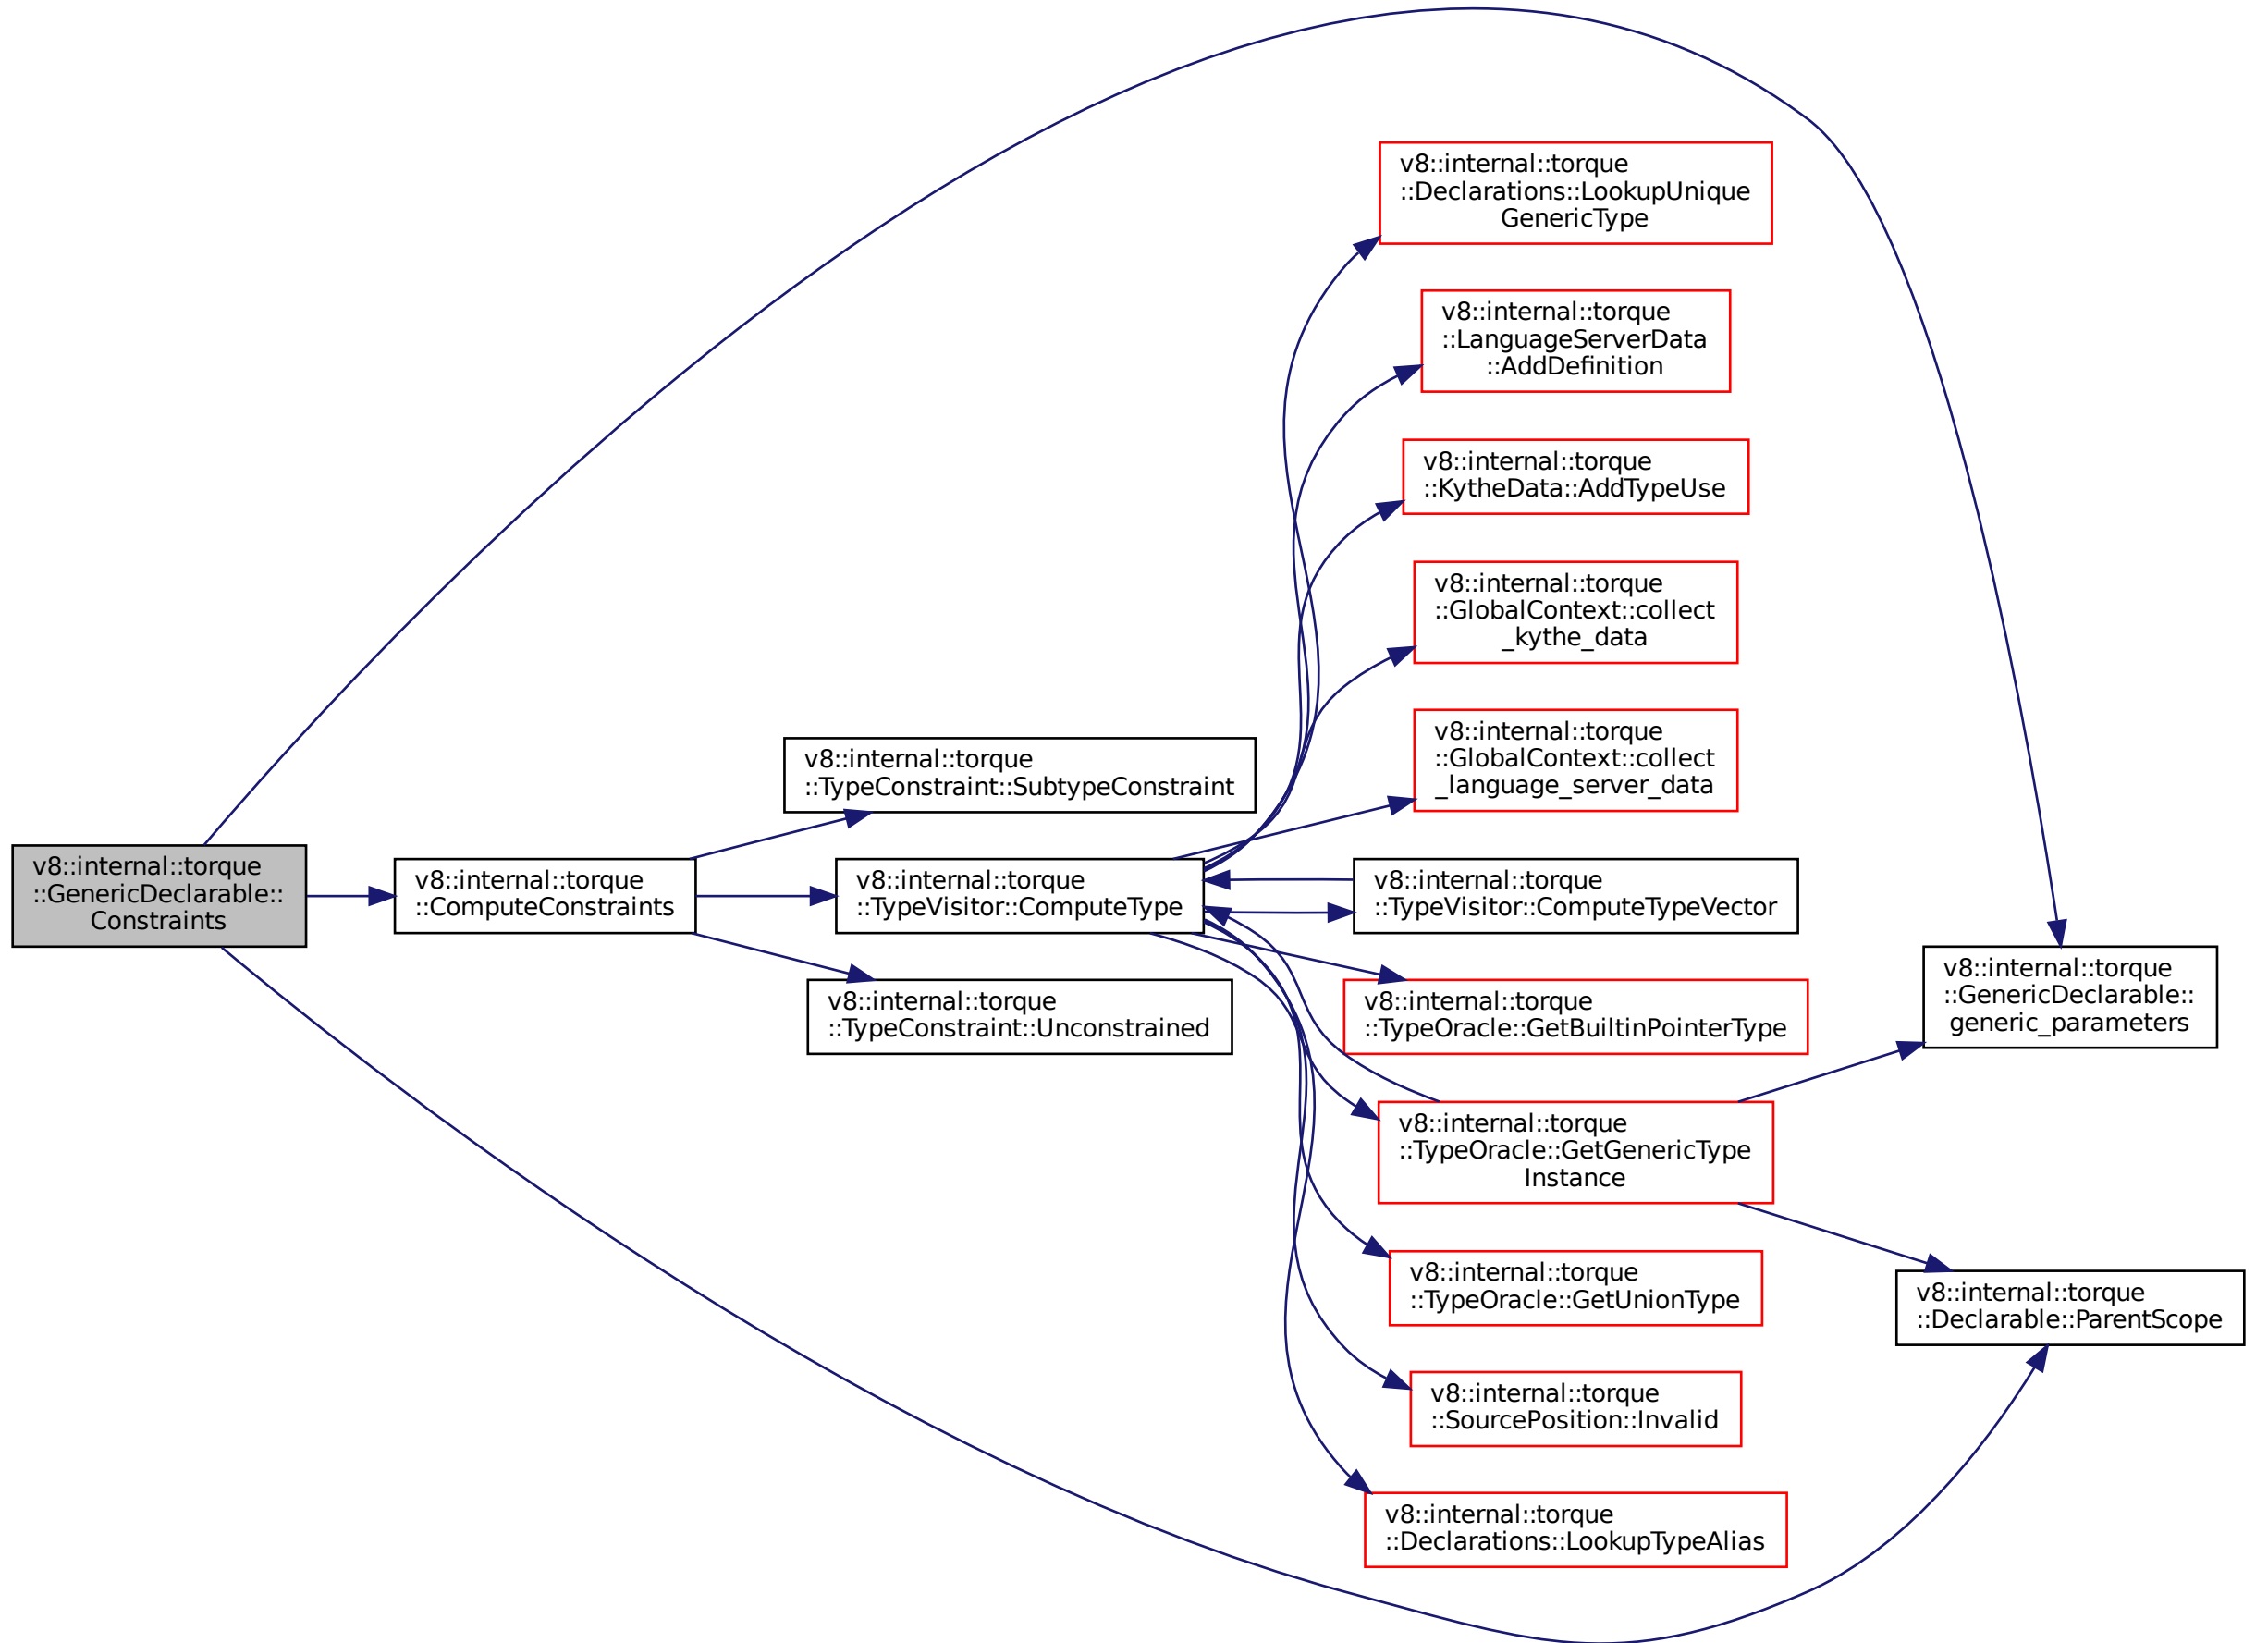 v8::internal::torque
::Declarations::LookupUnique
GenericType
v8::internal::torque
::LanguageServerData
::AddDefinition
v8::internal::torque
::KytheData::AddTypeUse
v8::internal::torque
::GlobalContext::collect
_kythe_data
v8::internal::torque
::GlobalContext::collect
_language_server_data
v8::internal::torque
::TypeConstraint::SubtypeConstraint
v8::internal::torque
::GenericDeclarable::
Constraints
v8::internal::torque
::ComputeConstraints
v8::internal::torque
::TypeVisitor::ComputeType
v8::internal::torque
::TypeVisitor::ComputeTypeVector
v8::internal::torque
::GenericDeclarable::
generic_parameters
v8::internal::torque
::TypeConstraint::Unconstrained
v8::internal::torque
::TypeOracle::GetBuiltinPointerType
v8::internal::torque
::TypeOracle::GetGenericType
Instance
v8::internal::torque
::TypeOracle::GetUnionType
v8::internal::torque
::Declarable::ParentScope
v8::internal::torque
::SourcePosition::Invalid
v8::internal::torque
::Declarations::LookupTypeAlias